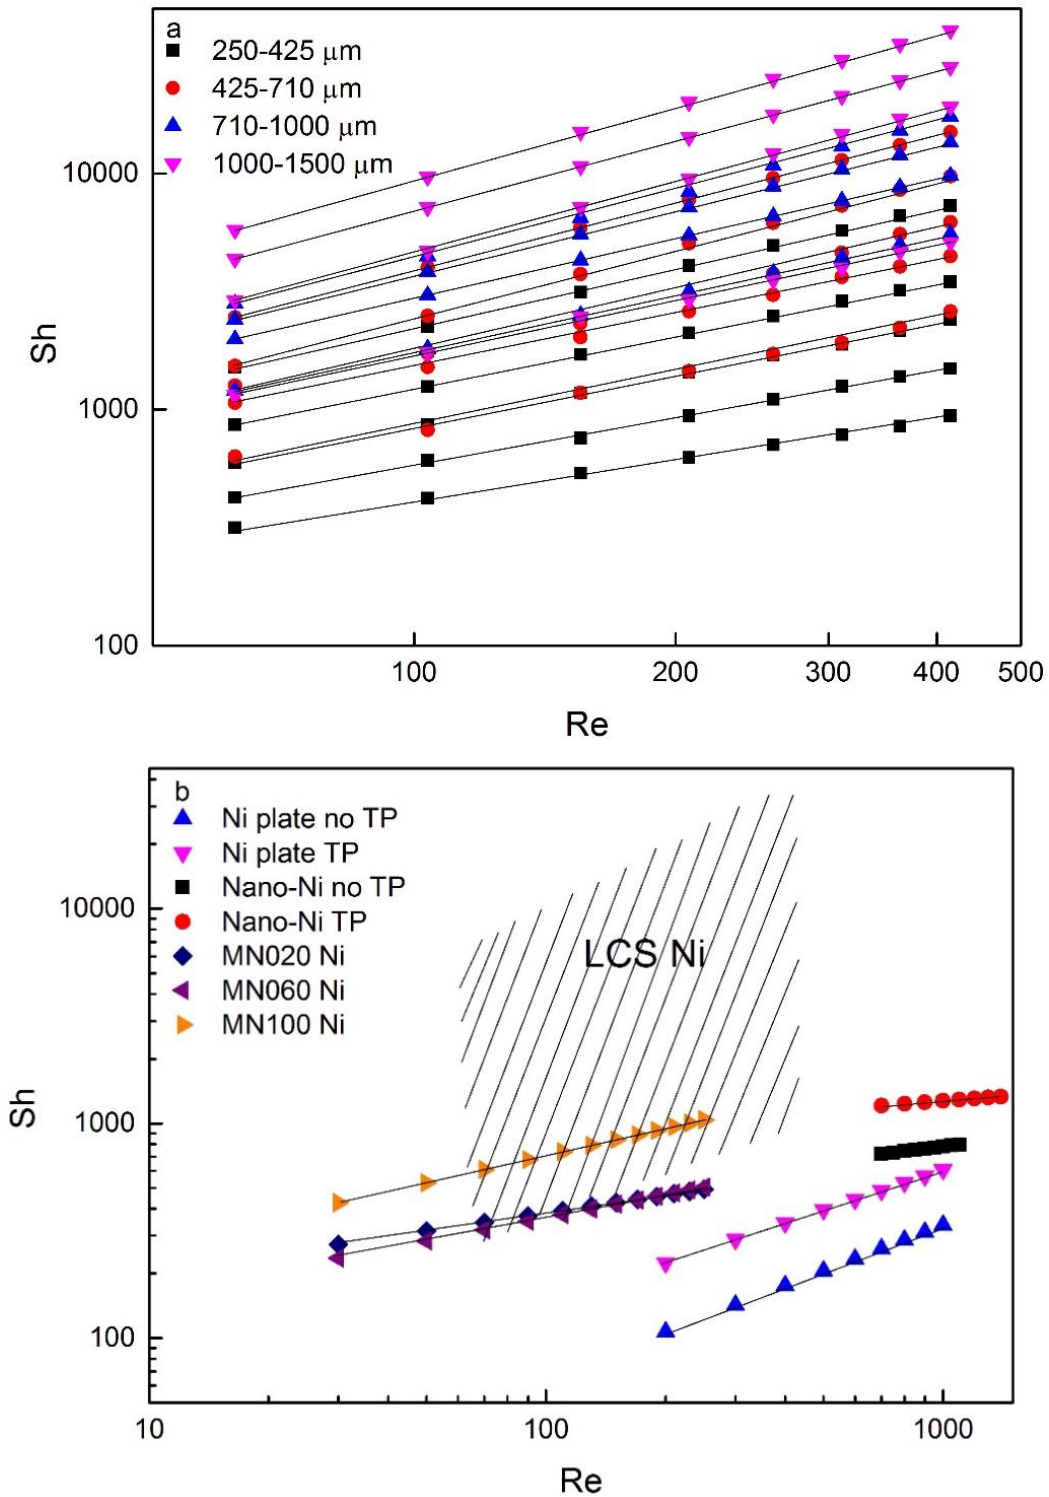 a
250-425 μm
425-710 μm
710-1000 μm
1000-1500 μm
10000
1000
100
Sh
100 200 300 400 500
Re
b
Ni plate no TP
Ni plate TP
Nano-Ni no TP
Nano-Ni TP
MN020 Ni
MN060 Ni
MN100 Ni
LCS Ni
10000
1000
100
Sh
10 100 1000
Re